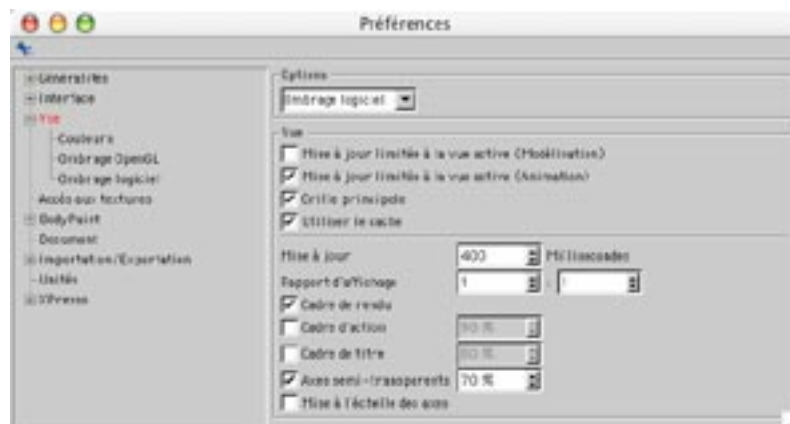 Préférences
Généralités
Interface
Vue
Couleurs
Ombrage OpenGL
Ombrage logiciel
Accès aux textures
BodyPaint
Document
Importation/Exportation
Unités
XPresso
Options
Ombrage logiciel
Vue
Mise à jour limitée à la vue active (Modélisation)
Mise à jour limitée à la vue active (Animation)
Grille principale
Utiliser le cache
Mise à jour 400 Millisecondes
Rapport d'affichage 1 : 1
Cadre de rendu
Cadre d'action 90 %
Cadre de titre 80 %
Axes semi-transparents 70 %
Mise à l'échelle des axes